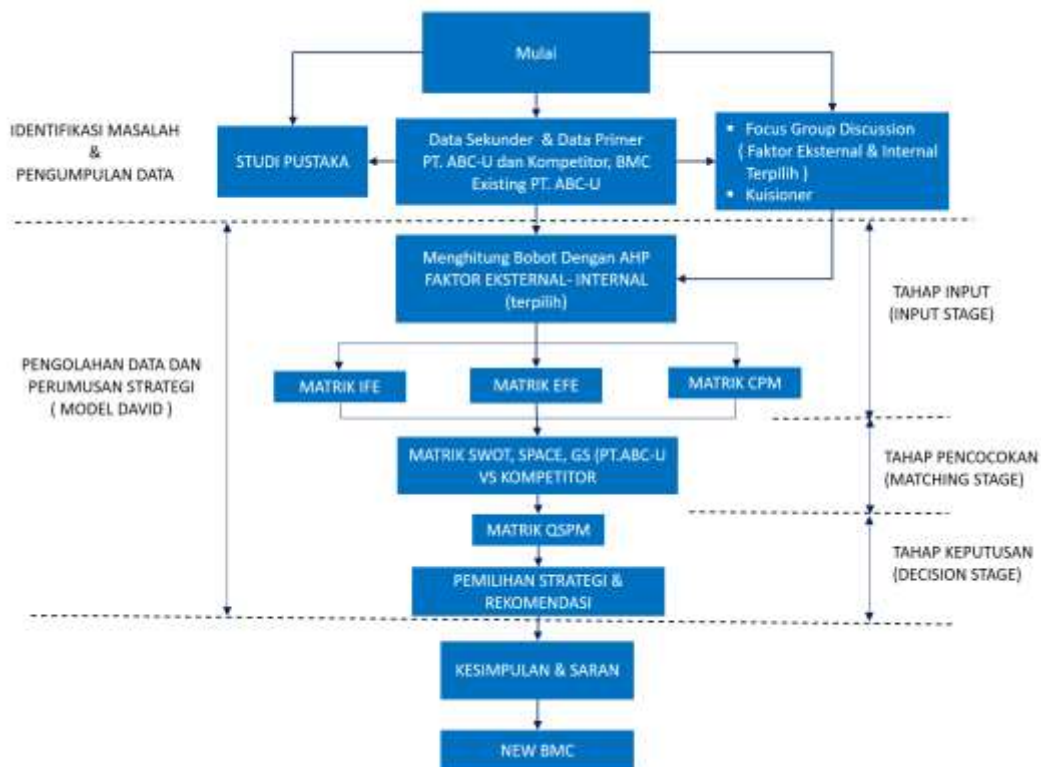 Mulai
IDENTIFIKASI MASALAH
&
PENGUMPULAN DATA
STUDI PUSTAKA
Data Sekunder & Data Primer
PT. ABC-U dan Kompetitor, BMC
Existing PT. ABC-U
▪ Focus Group Discussion
( Faktor Eksternal & Internal
Terpilih )
▪ Kuisioner
Menghitung Bobot Dengan AHP
FAKTOR EKSTERNAL- INTERNAL
(terpilih)
TAHAP INPUT
(INPUT STAGE)
PENGOLAHAN DATA DAN
PERUMUSAN STRATEGI
( MODEL DAVID )
MATRIK IFE
MATRIK EFE
MATRIK CPM
MATRIK SWOT, SPACE, GS (PT.ABC-U
VS KOMPETITOR
TAHAP PENCOCOKAN
(MATCHING STAGE)
MATRIK QSPM
TAHAP KEPUTUSAN
(DECISION STAGE)
PEMILIHAN STRATEGI &
REKOMENDASI
KESIMPULAN & SARAN
NEW BMC